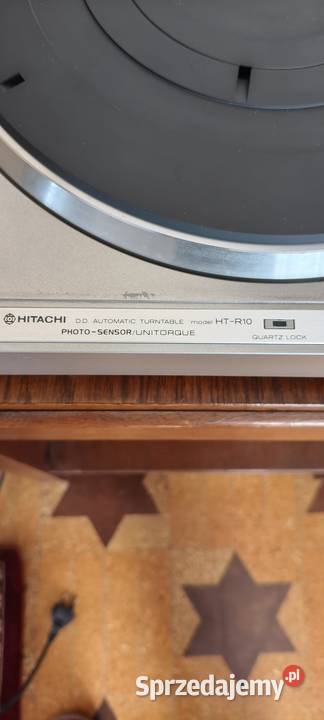 HITACHI D.D. AUTOMATIC TURNTABLE model HT-R10
PHOTO-SENSOR/UNITORQUE
QUARTZ LOCK
Sprzedajemy.pl